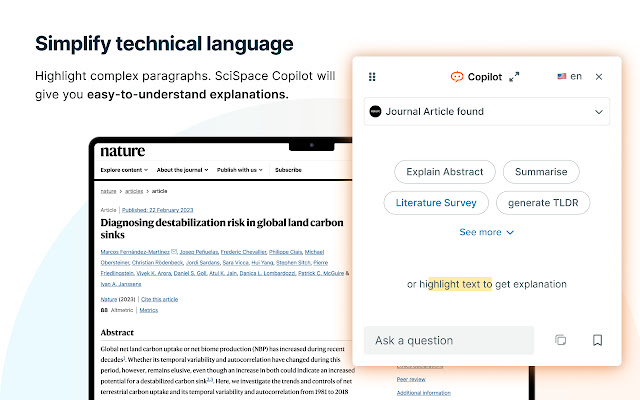 Simplify technical language
Highlight complex paragraphs. SciSpace Copilot will
give you easy-to-understand explanations.
nature
Explore content
About the journal
Publish with us
Subscribe
nature > articles > article
Article | Published: 22 February 2023
Diagnosing destabilization risk in global land carbon
sinks
Marcos Fernández-Martínez, Josep Peñuelas, Frederic Chevallier, Philippe Ciais, Michael
Obersteiner, Christian Rödenbeck, Jordi Sardans, Sara Vicca, Hui Yang, Stephen Sitch, Pierre
Friedlingstein, Vivek K. Arora, Daniel S. Goll, Atul K. Jain, Danica L. Lombardozzi, Patrick C. McGuire &
Ivan A. Janssens
Nature (2023) | Cite this article
88 Altmetric | Metrics
Abstract
Global net land carbon uptake or net biome production (NBP) has increased during recent
decades¹. Whether its temporal variability and autocorrelation have changed during this
period, however, remains elusive, even though an increase in both could indicate an increased
potential for a destabilized carbon sink. Here, we investigate the trends and controls of net
terrestrial carbon uptake and its temporal variability and autocorrelation from 1981 to 2018
Peer review
Additional information
Copilot
en
Journal Article found
Explain Abstract
Summarise
Literature Survey
generate TLDR
See more
or highlight text to get explanation
Ask a question